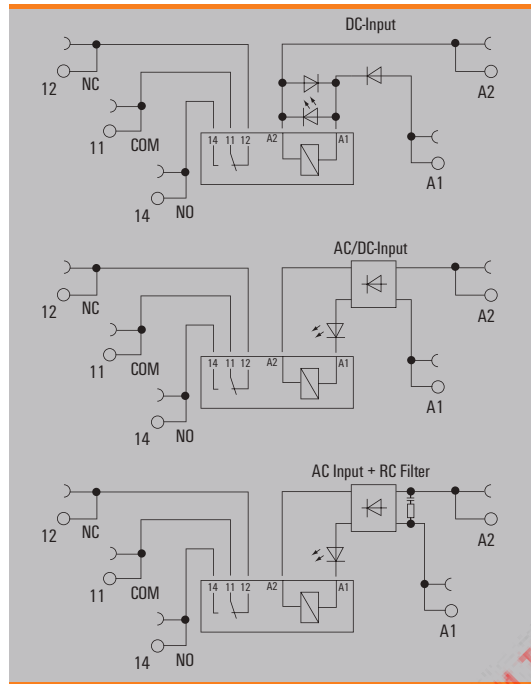 DC-Input
12 NC
A2
11 COM
14 11 12 A2 A1
14 NO
A1
AC/DC-Input
12 NC
A2
11 COM
14 11 12 A2 A1
14 NO
A1
AC Input + RC Filter
12 NC
A2
11 COM
14 11 12 A2 A1
14 NO
A1